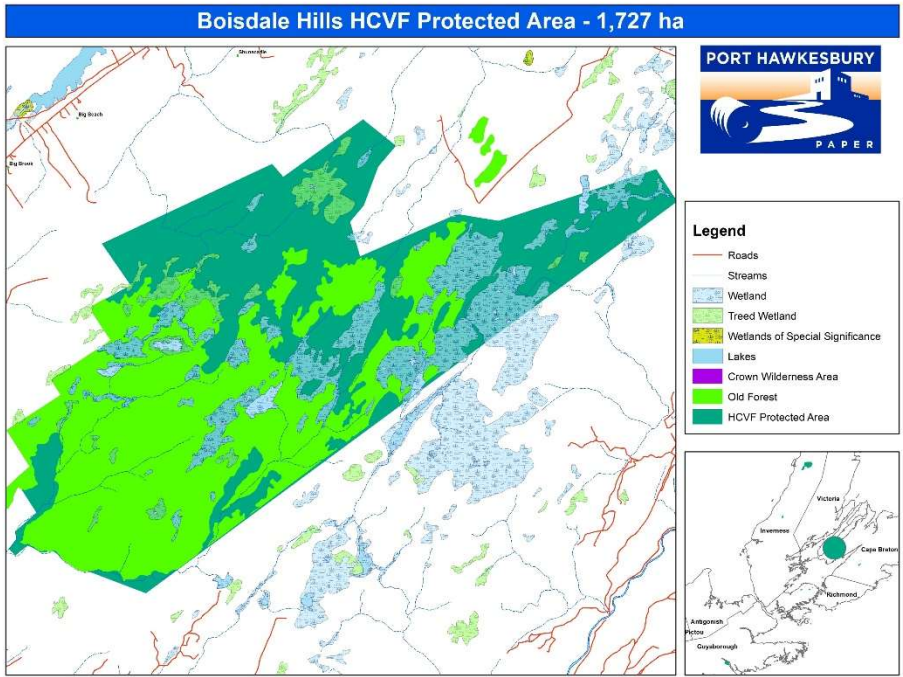 Boisdale Hills HCVF Protected Area - 1,727 ha
Shunacadie
Big Beach
PORT HAWKESBURY
PAPER
Legend
Roads
Streams
Wetland
Treed Wetland
Wetlands of Special Significance
Lakes
Crown Wilderness Area
Old Forest
HCVF Protected Area
Victoria
Inverness
Cape Breton
Richmond
Antigonish
Pictou
Guysborough